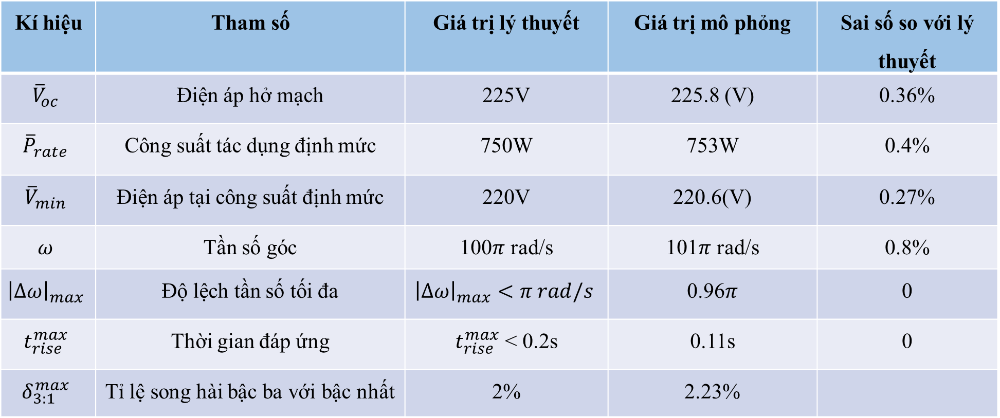 Kí hiệu Tham số Giá trị lý thuyết Giá trị mô phỏng Sai số so với lý
thuyết
V̄oc Điện áp hở mạch 225V 225.8 (V) 0.36%
P̄rate Công suất tác dụng định mức 750W 753W 0.4%
V̄min Điện áp tại công suất định mức 220V 220.6(V) 0.27%
ω Tần số góc 100π rad/s 101π rad/s 0.8%
|Δω|max Độ lệch tần số tối đa |Δω|max < π rad/s 0.96π 0
t_rise^max Thời gian đáp ứng t_rise^max < 0.2s 0.11s 0
δ_3:1^max Tỉ lệ song hài bậc ba với bậc nhất 2% 2.23%